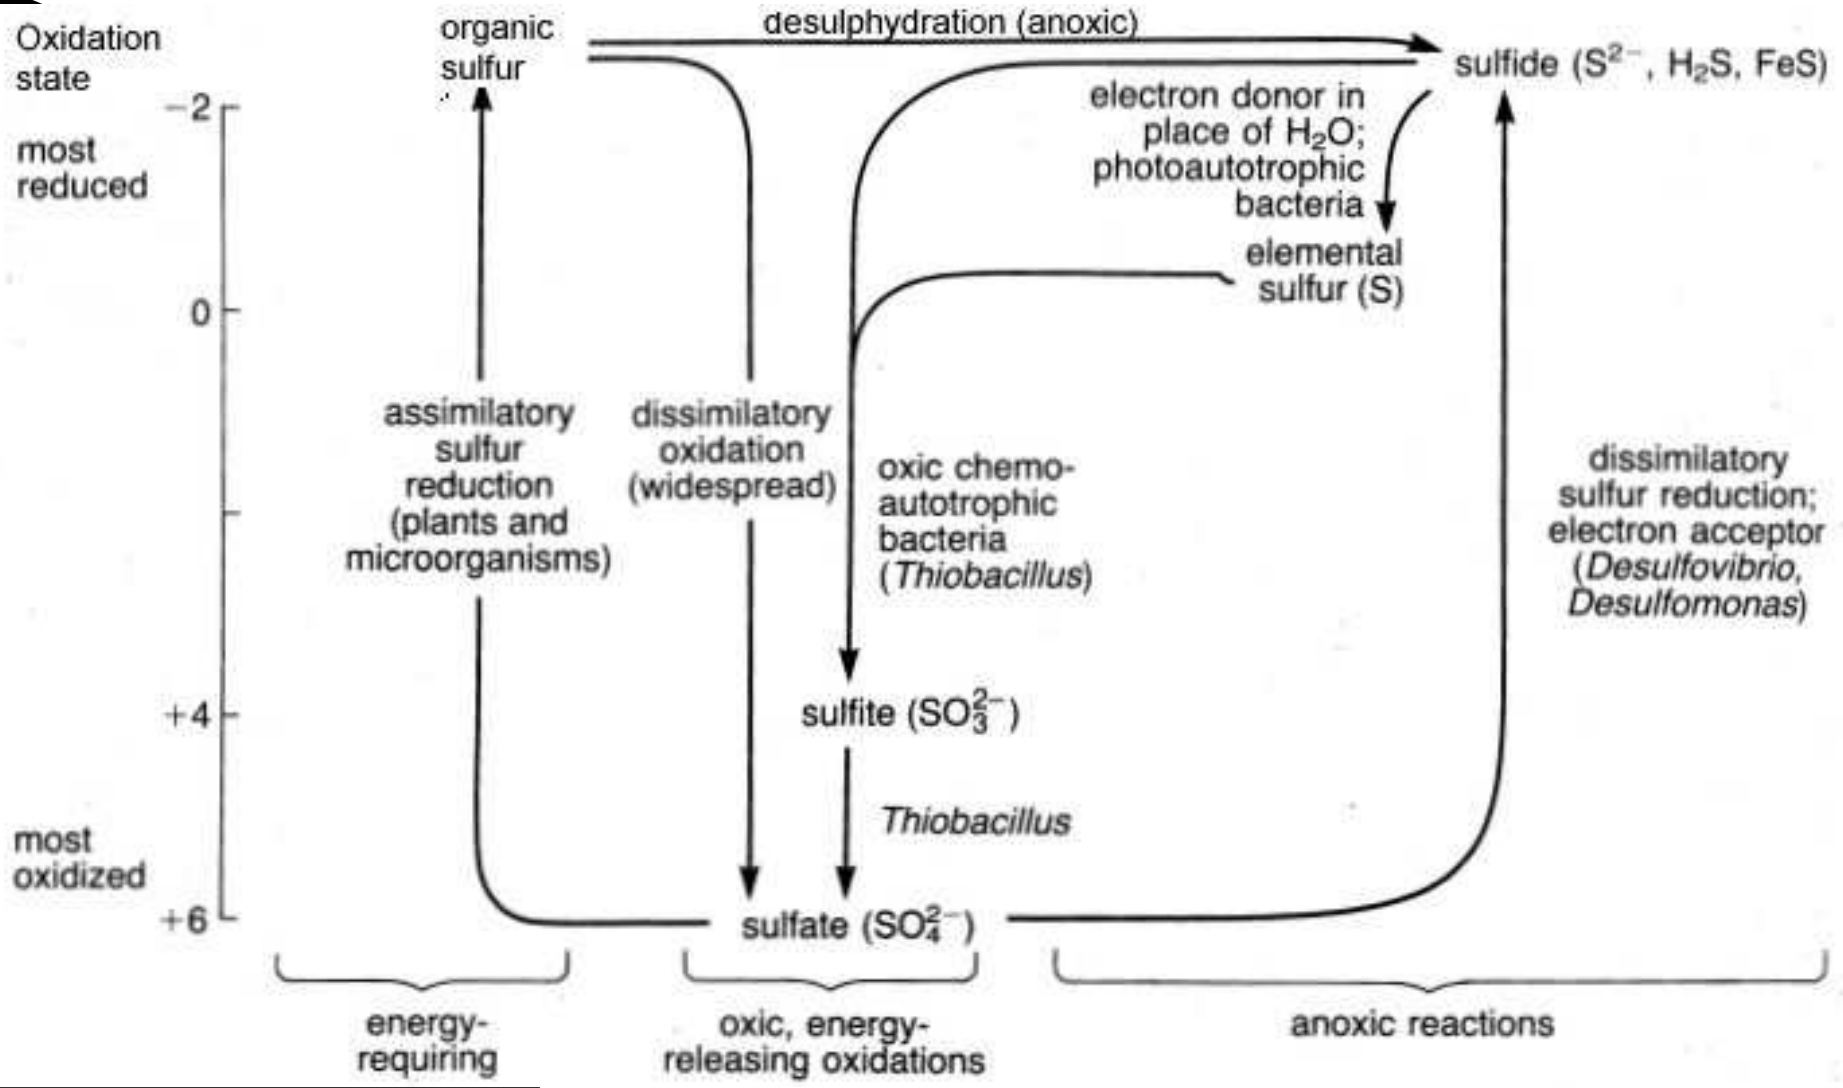 Oxidation
state
−2
most
reduced
0
+4
most
oxidized
+6
organic
sulfur
desulphydration (anoxic)
sulfide (S²⁻, H₂S, FeS)
electron donor in
place of H₂O;
photoautotrophic
bacteria
elemental
sulfur (S)
assimilatory
sulfur
reduction
(plants and
microorganisms)
dissimilatory
oxidation
(widespread)
oxic chemo-
autotrophic
bacteria
(Thiobacillus)
dissimilatory
sulfur reduction;
electron acceptor
(Desulfovibrio,
Desulfomonas)
sulfite (SO₃²⁻)
Thiobacillus
sulfate (SO₄²⁻)
energy-
requiring
oxic, energy-
releasing oxidations
anoxic reactions